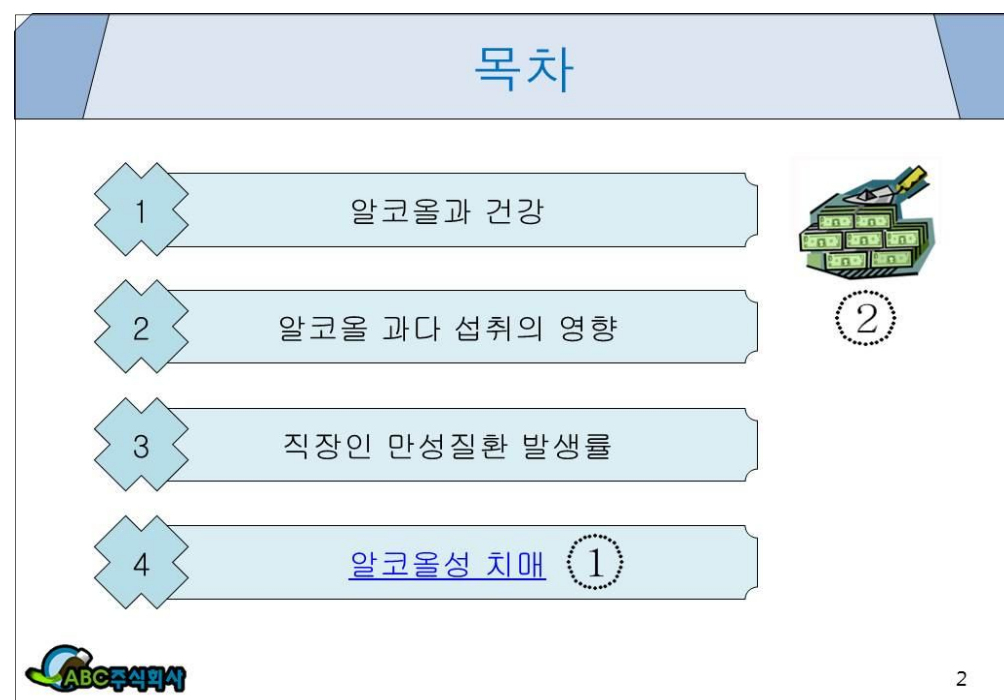 목차
1 알코올과 건강
②
2 알코올 과다 섭취의 영향
3 직장인 만성질환 발생률
4 알코올성 치매 ①
ABC주식회사
2